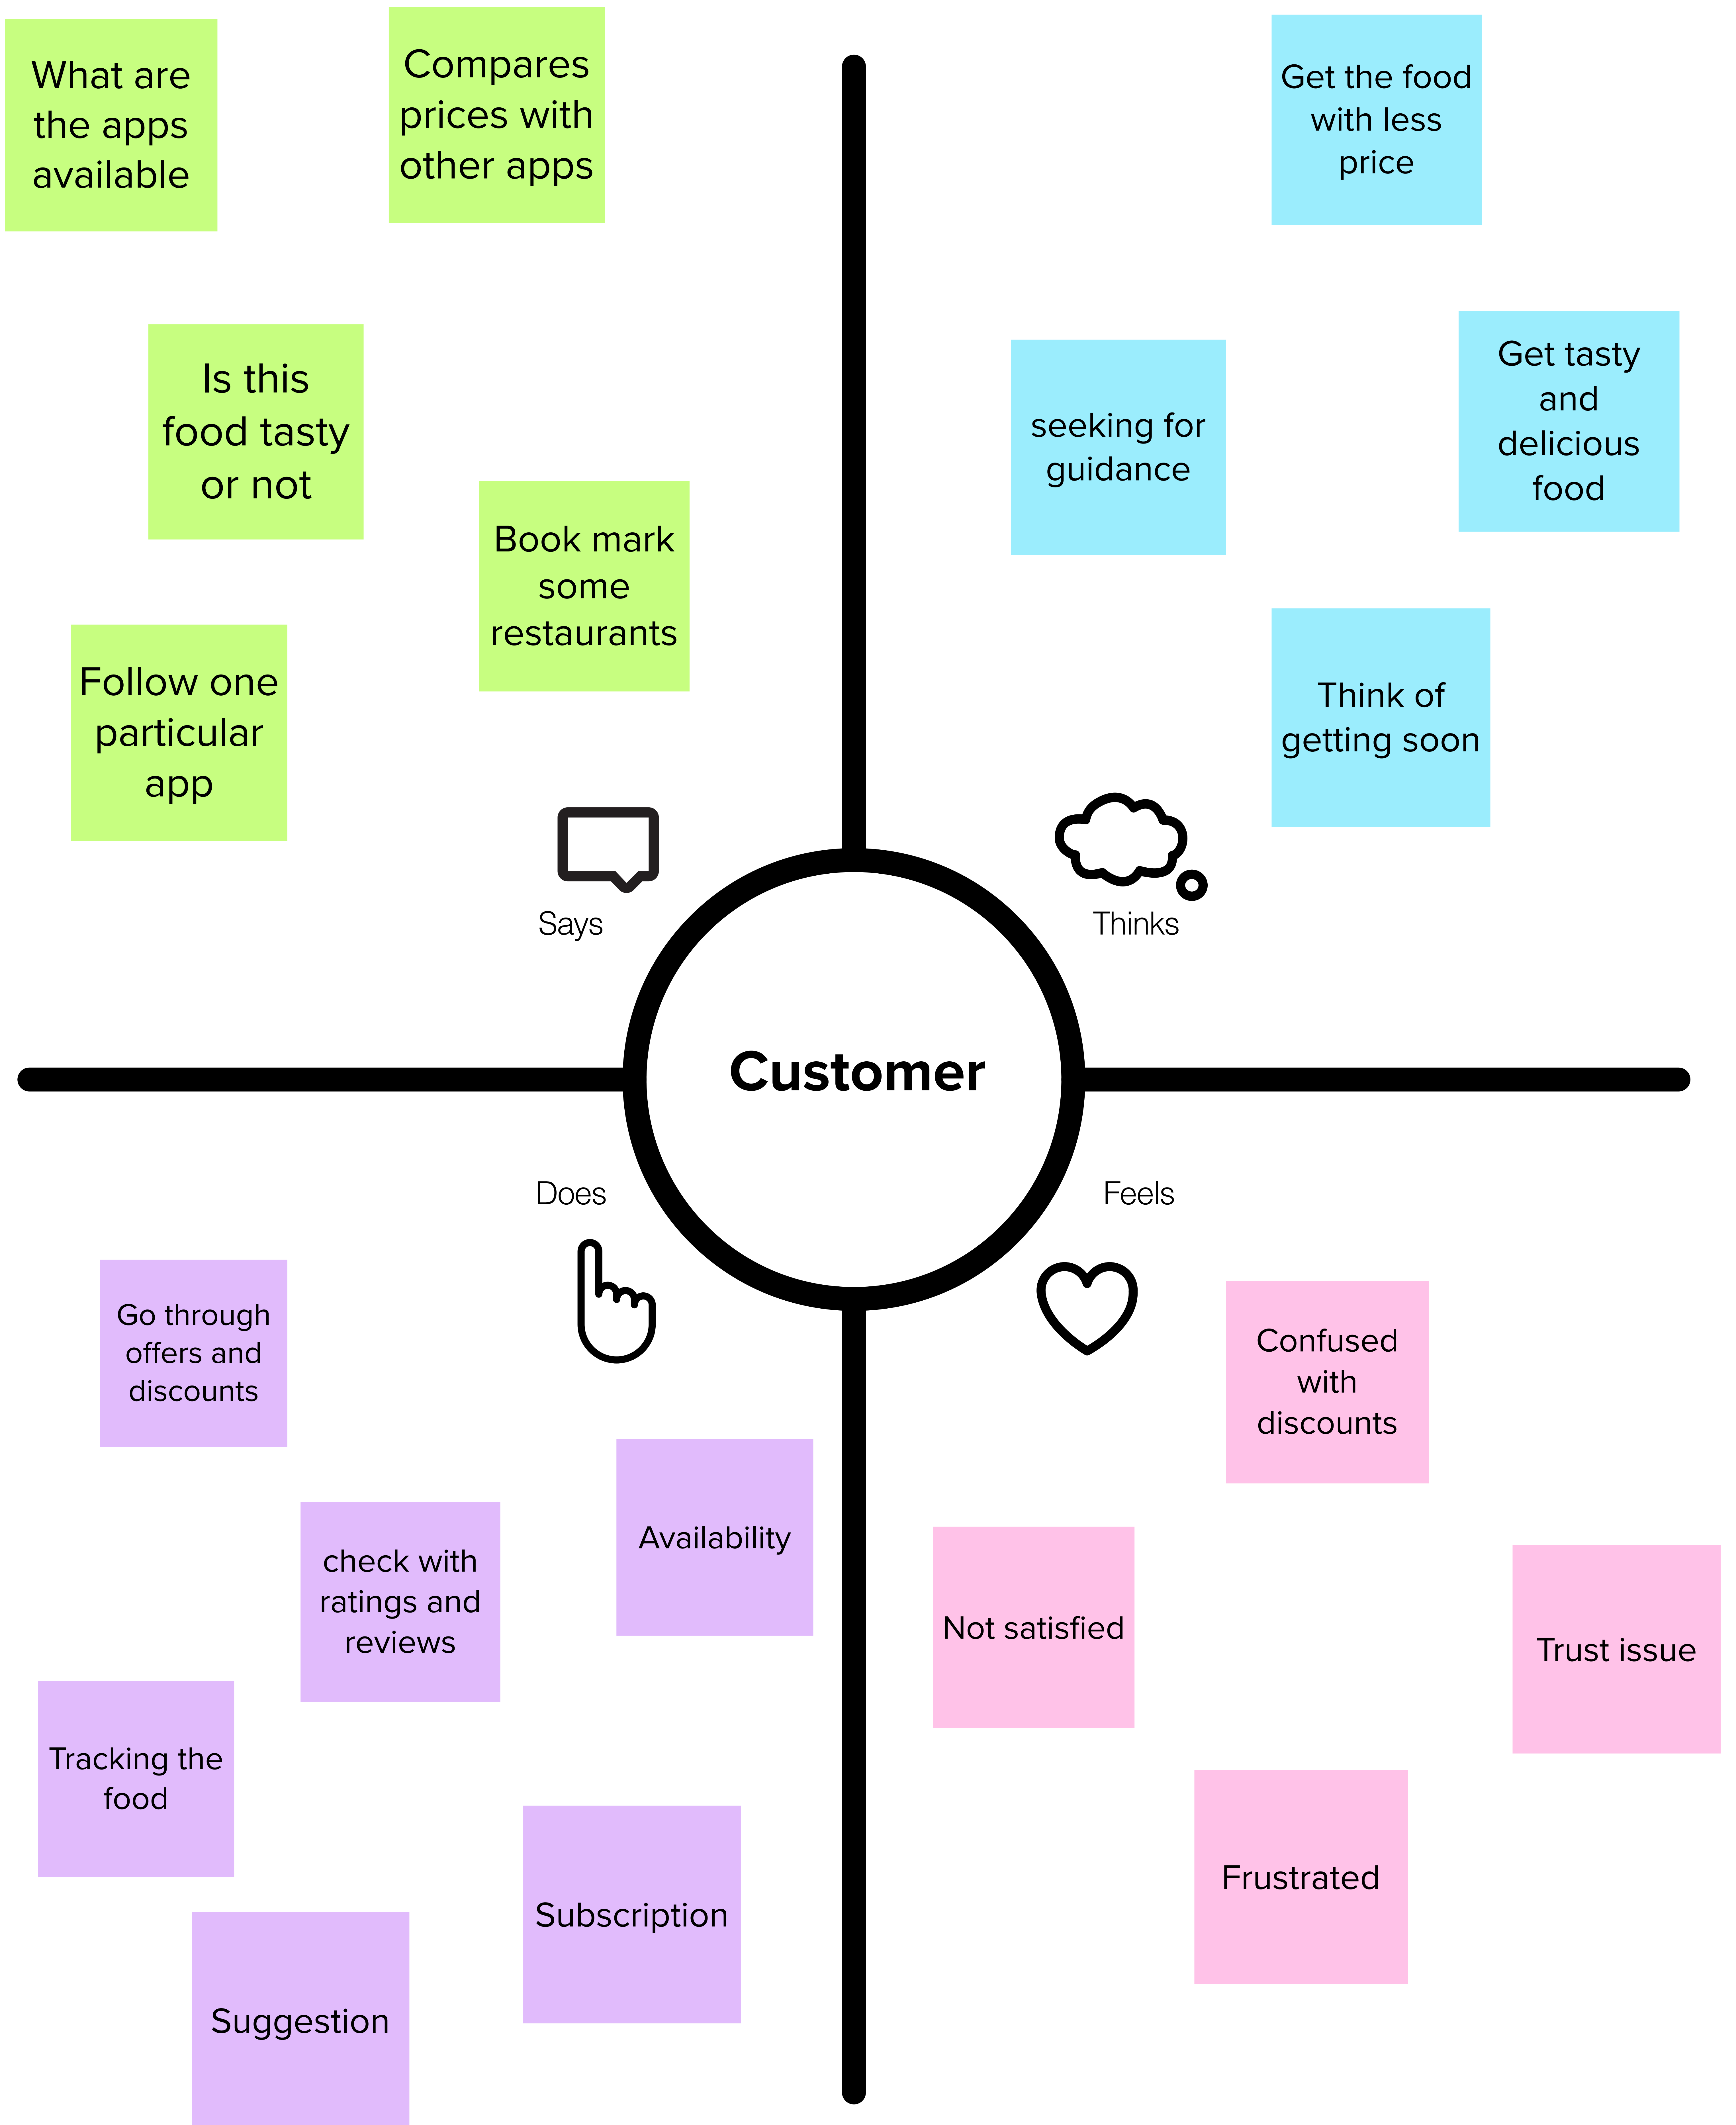 What are
the apps
available
Compares
prices with
other apps
Is this
food tasty
or not
Book mark
some
restaurants
Follow one
particular
app
Says
Get the food
with less
price
seeking for
guidance
Get tasty
and
delicious
food
Think of
getting soon
Thinks
Customer
Does
Go through
offers and
discounts
Availability
check with
ratings and
reviews
Tracking the
food
Subscription
Suggestion
Feels
Confused
with
discounts
Not satisfied
Trust issue
Frustrated